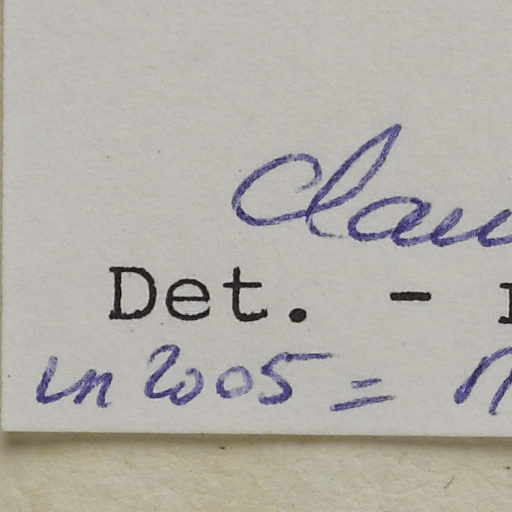 Clau
Det. -
in 2005 =